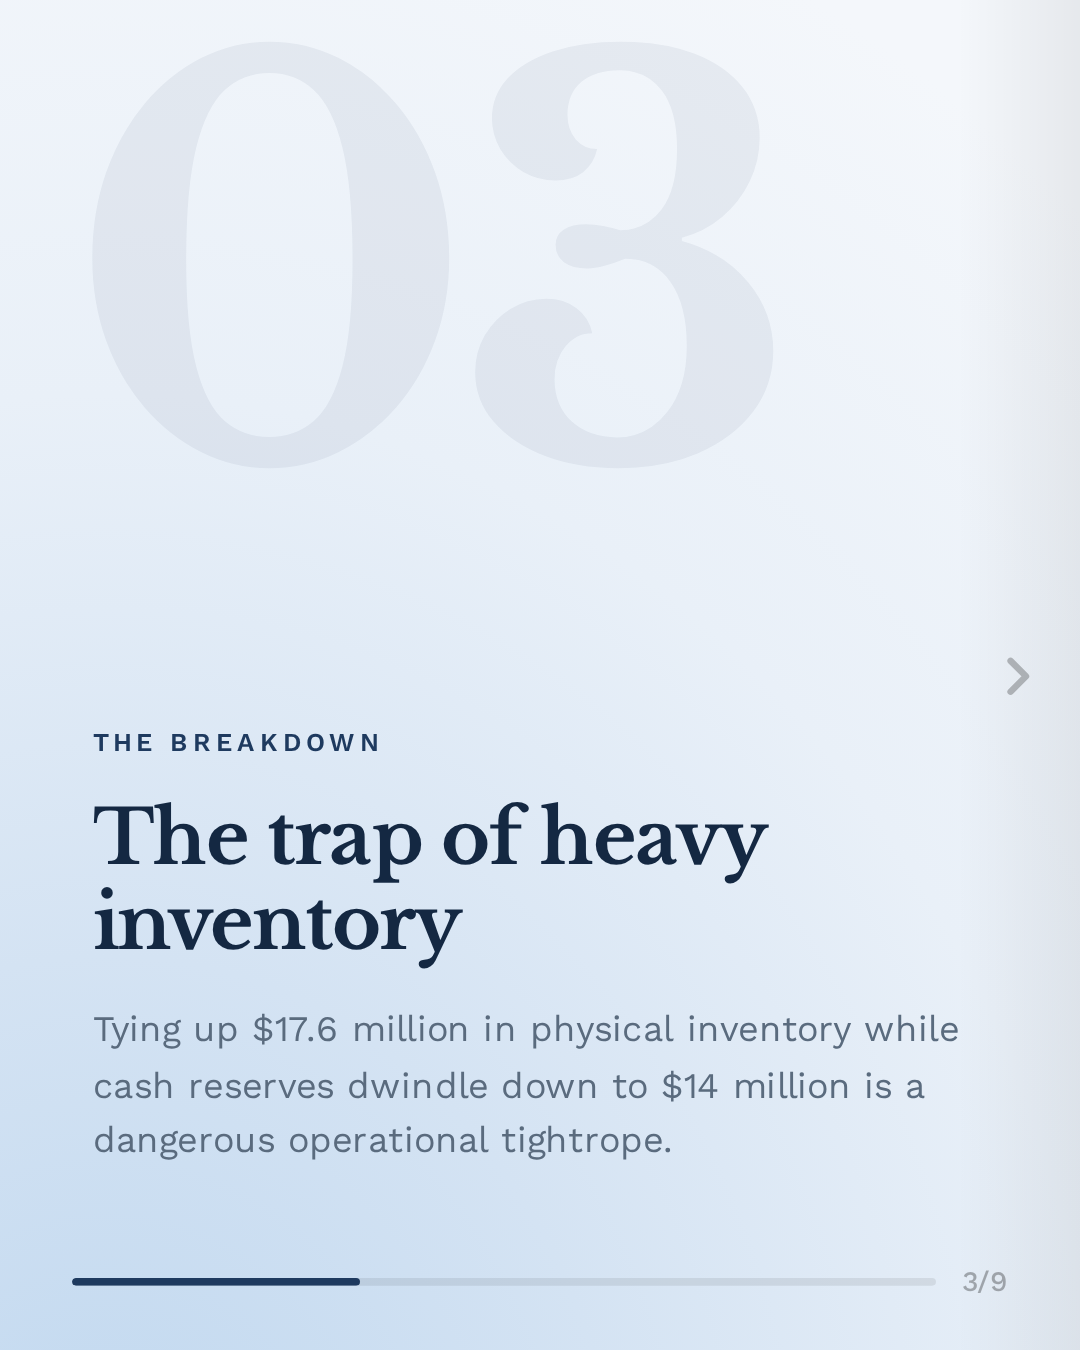 03
THE BREAKDOWN
The trap of heavy
inventory
Tying up $17.6 million in physical inventory while
cash reserves dwindle down to $14 million is a
dangerous operational tightrope.
3/9